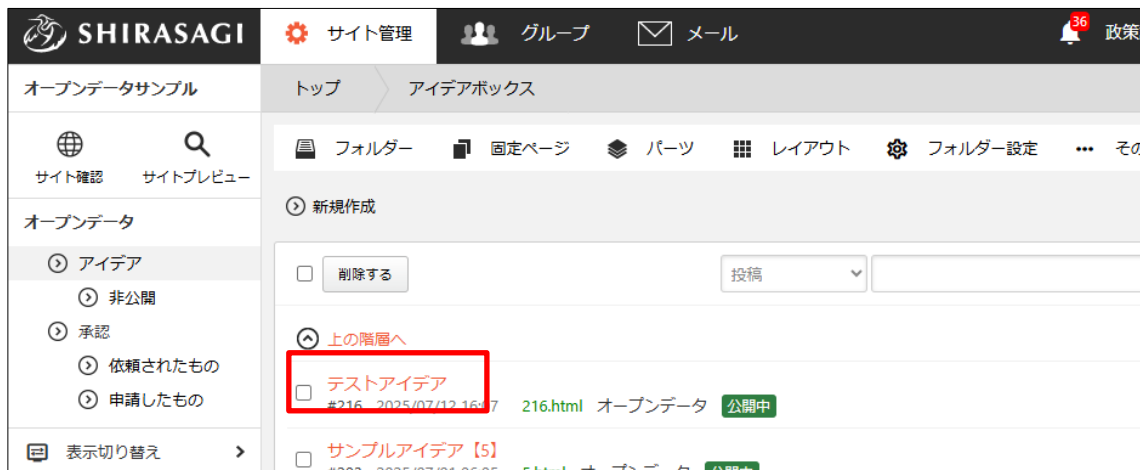 SHIRASAGI サイト管理 グループ メール 36 政策
オープンデータサンプル トップ アイデアボックス
サイト確認 サイトプレビュー
フォルダー 固定ページ パーツ レイアウト フォルダー設定 ••• その
オープンデータ
新規作成
アイデア
非公開
承認
依頼されたもの
申請したもの
表示切り替え
削除する 投稿
上の階層へ
テストアイデア
#216 2025/07/12 16: 7 216.html オープンデータ 公開中
サンプルアイデア【5】